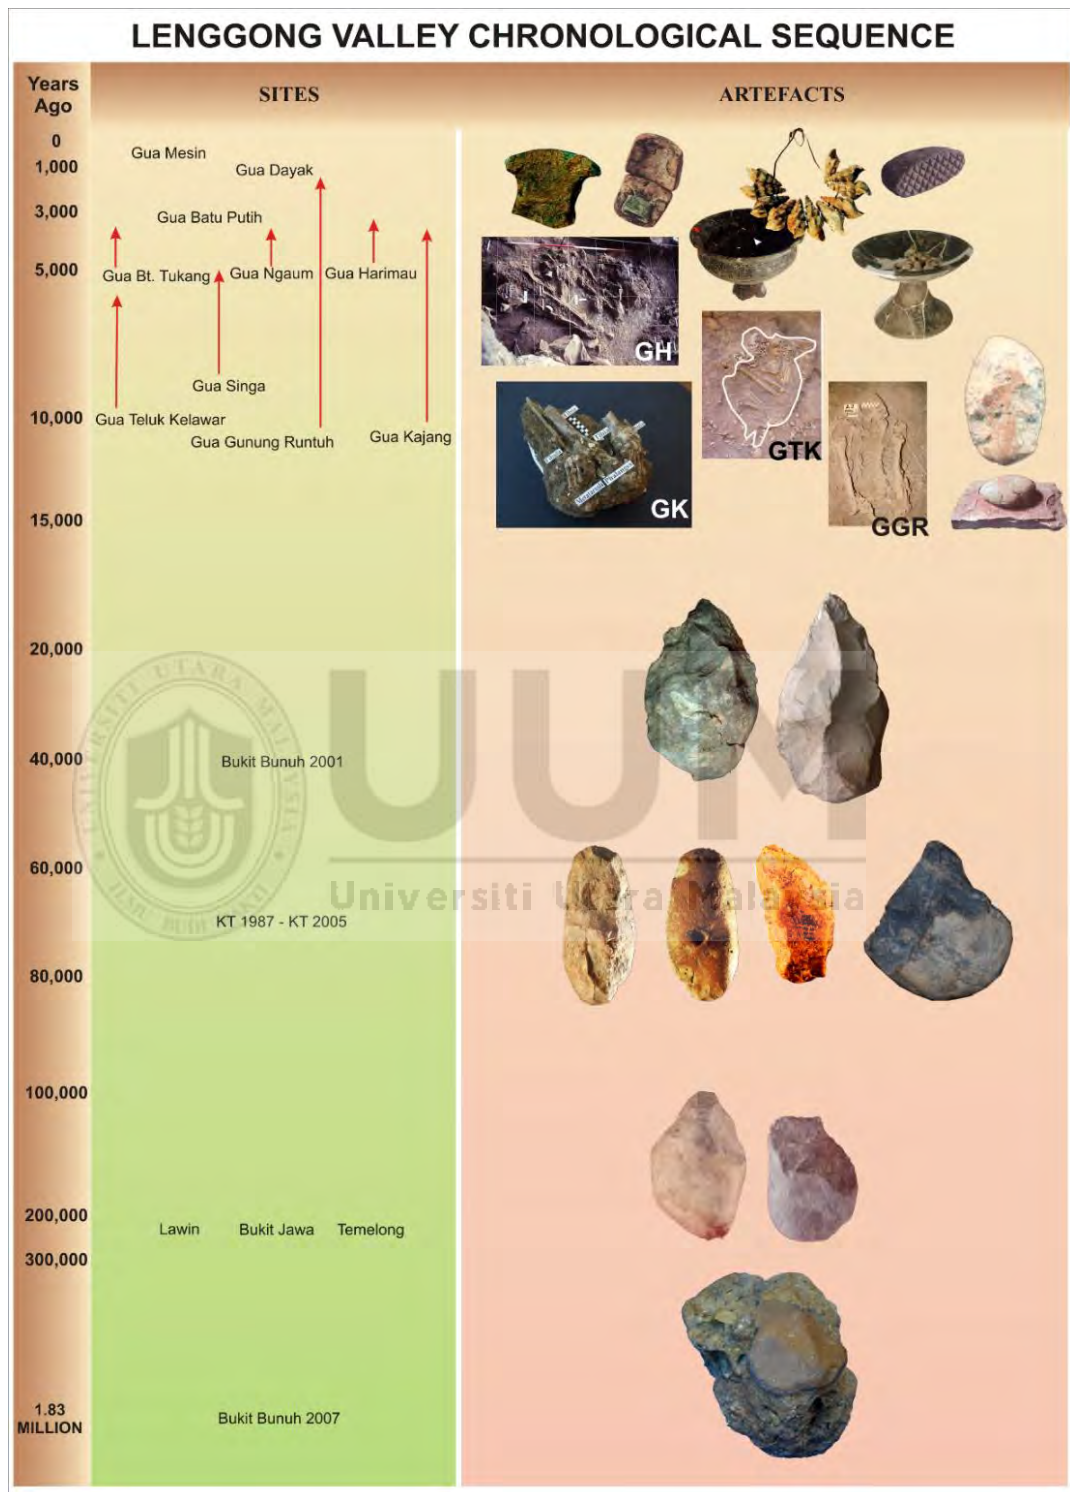 LENGGONG VALLEY CHRONOLOGICAL SEQUENCE
Years
Ago
SITES
ARTEFACTS
0
Gua Mesin
1,000
Gua Dayak
3,000
Gua Batu Putih
5,000
Gua Bt. Tukang
Gua Ngaum
Gua Harimau
GH
Gua Singa
10,000
Gua Teluk Kelawar
Gua Gunung Runtuh
Gua Kajang
GTK
GK
GGR
15,000
20,000
40,000
Bukit Bunuh 2001
UUM
UNIVERSITI UTARA MALAYSIA
60,000
Universiti Utara Malaysia
KT 1987 - KT 2005
80,000
100,000
200,000
Lawin
Bukit Jawa
Temelong
300,000
1.83
MILLION
Bukit Bunuh 2007